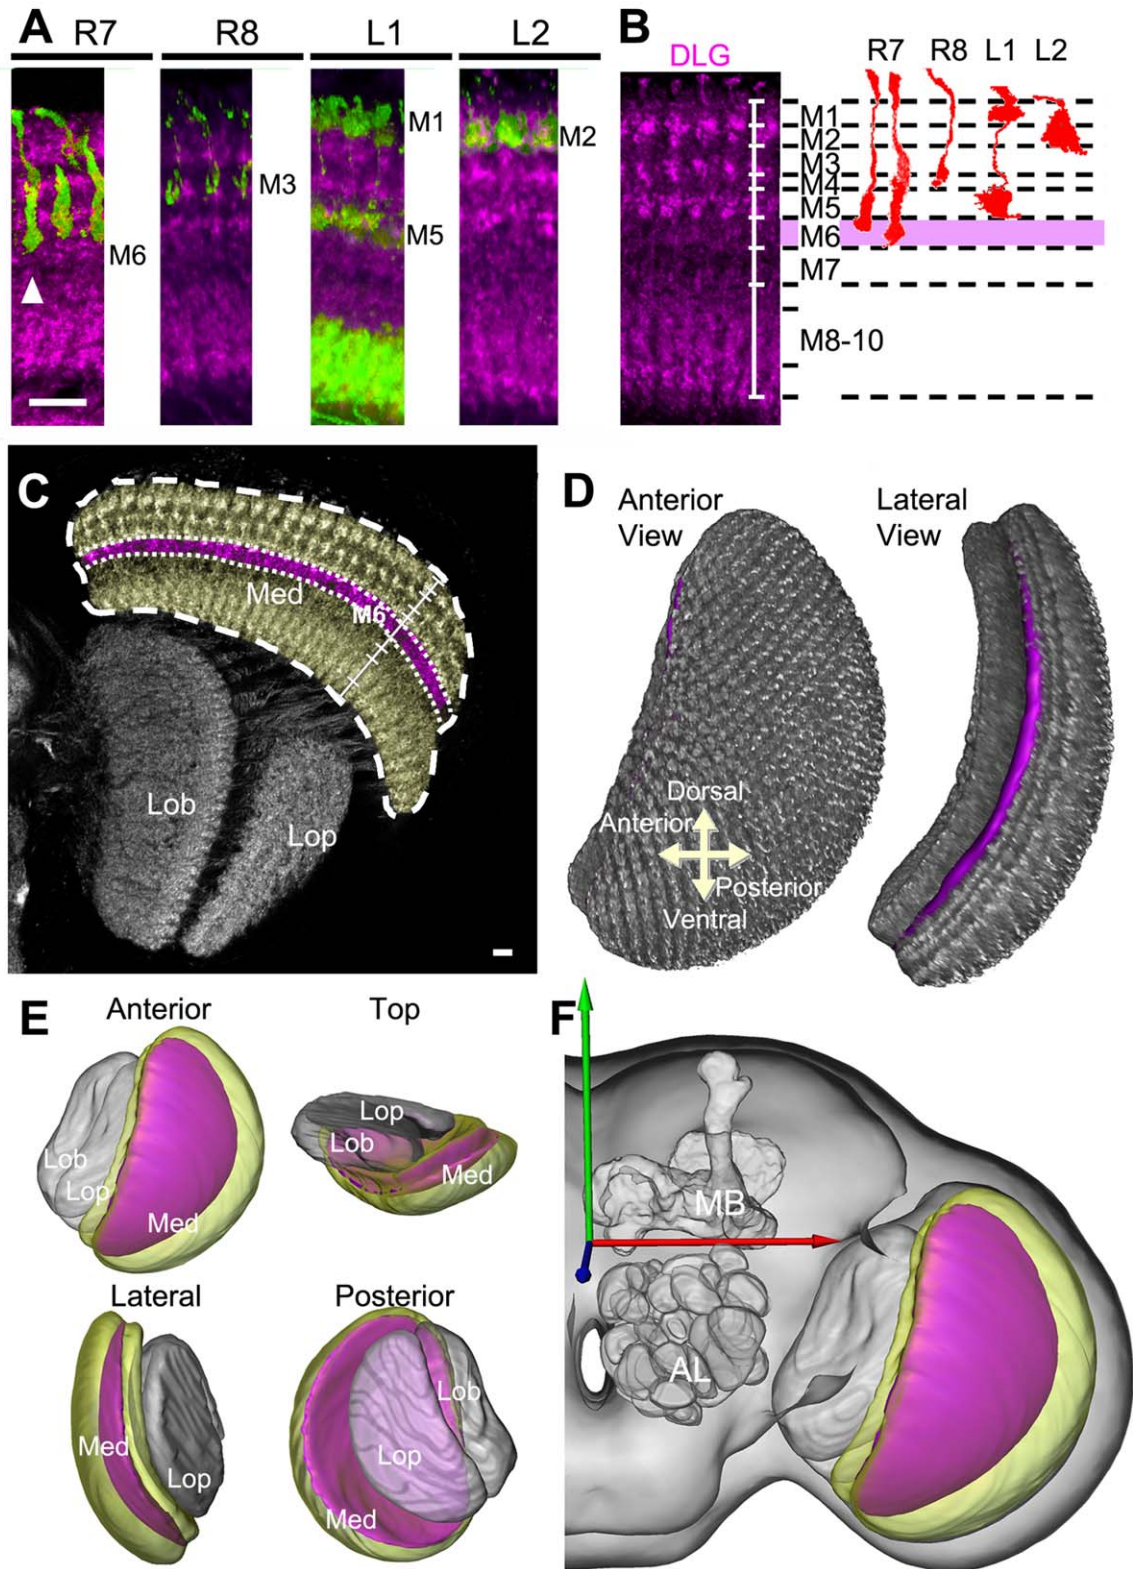 A
R7
R8
L1
L2
M6
M3
M1
M5
M2
B
DLG
R7
R8
L1
L2
M1
M2
M3
M4
M5
M6
M7
M8-10
C
Med
M6
Lob
Lop
D
Anterior
View
Lateral
View
Dorsal
Anterior
Posterior
Ventral
E
Anterior
Lob
Lop
Med
Top
Lop
Lob
Med
Lateral
Med
Lop
Posterior
Lob
Lop
Med
F
MB
AL